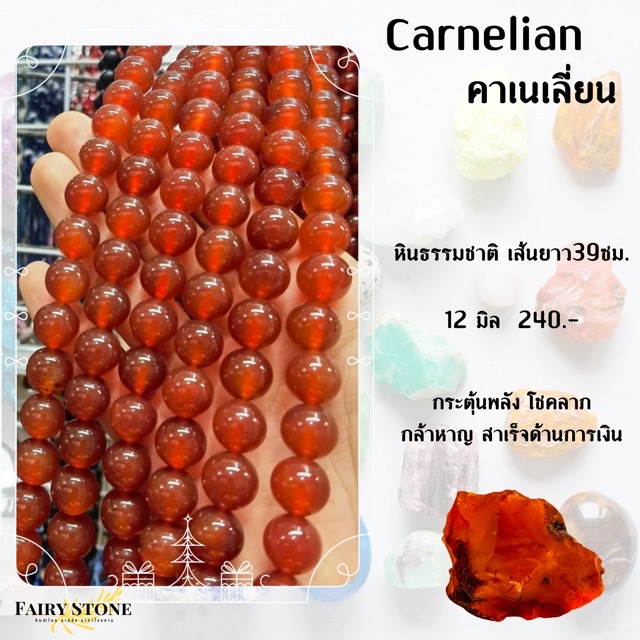 Carnelian
คาเนเลี่ยน
หินธรรมชาติ เส้นยาว39ซม.
12 มิล 240.-
กระตุ้นพลัง โชคลาภ
กล้าหาญ สาเร็จด้านการเงิน
FAIRY STONE